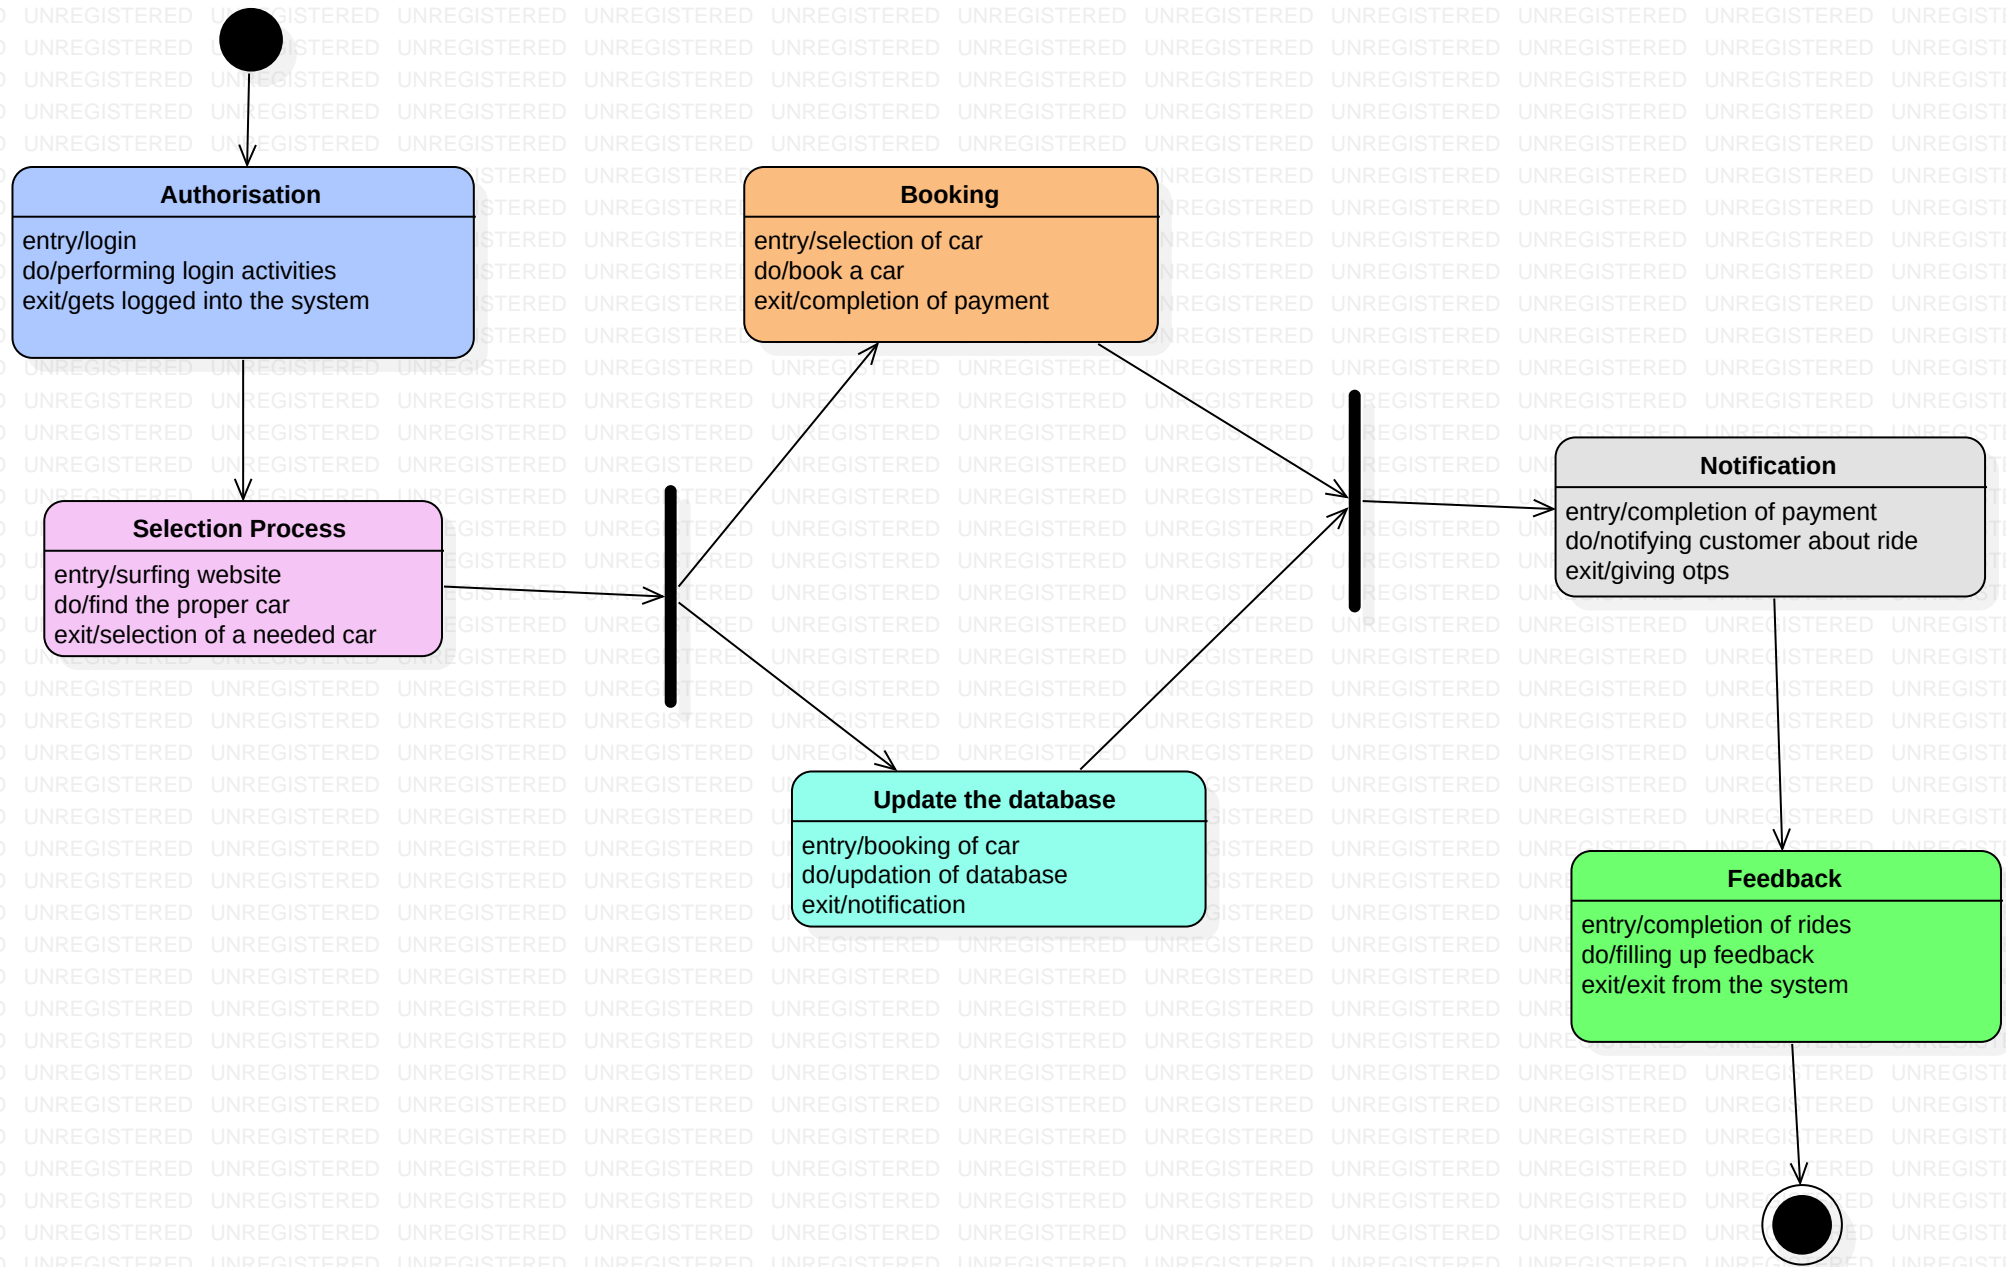 Authorisation
entry/login
do/performing login activities
exit/gets logged into the system
Selection Process
entry/surfing website
do/find the proper car
exit/selection of a needed car
Booking
entry/selection of car
do/book a car
exit/completion of payment
Update the database
entry/booking of car
do/updation of database
exit/notification
Notification
entry/completion of payment
do/notifying customer about ride
exit/giving otps
Feedback
entry/completion of rides
do/filling up feedback
exit/exit from the system
UNREGISTERED